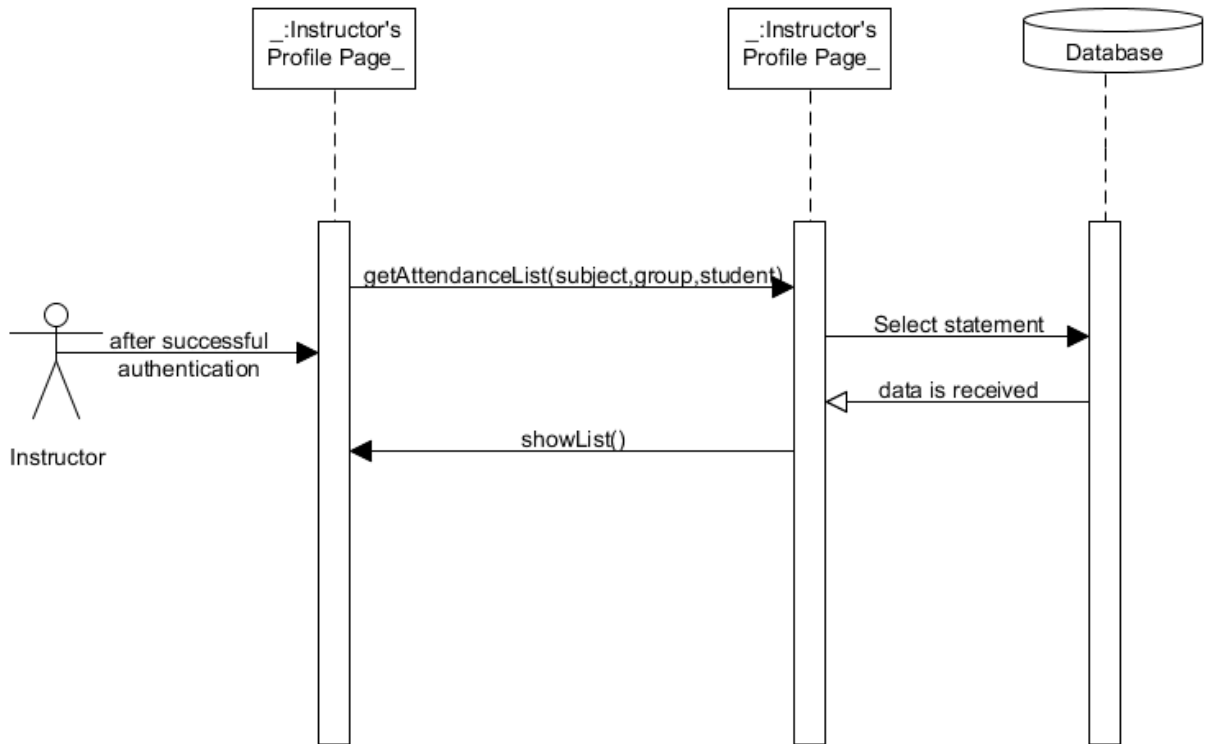 _:Instructor's
Profile Page_
_:Instructor's
Profile Page_
Database
getAttendanceList(subject,group,student)
Select statement
after successful
authentication
data is received
showList()
Instructor